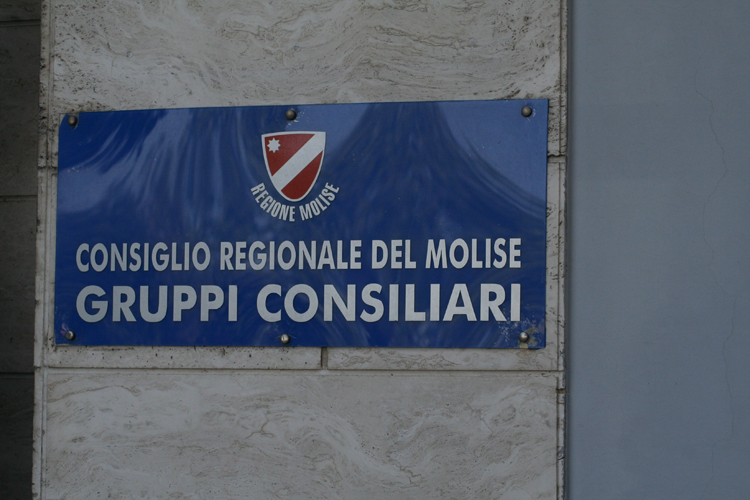 REGIONE MOLISE
CONSIGLIO REGIONALE DEL MOLISE
GRUPPI CONSILIARI